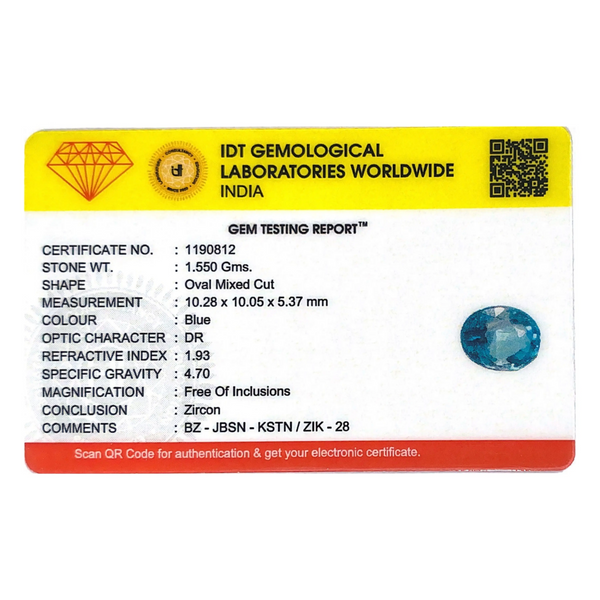 IDT GEMOLOGICAL
LABORATORIES WORLDWIDE
INDIA
GEM TESTING REPORT™
CERTIFICATE NO. : 1190812
STONE WT. : 1.550 Gms.
SHAPE : Oval Mixed Cut
MEASUREMENT : 10.28 x 10.05 x 5.37 mm
COLOUR : Blue
OPTIC CHARACTER : DR
REFRACTIVE INDEX : 1.93
SPECIFIC GRAVITY : 4.70
MAGNIFICATION : Free Of Inclusions
CONCLUSION : Zircon
COMMENTS : BZ - JBSN - KSTN / ZIK - 28
Scan QR Code for authentication & get your electronic certificate.